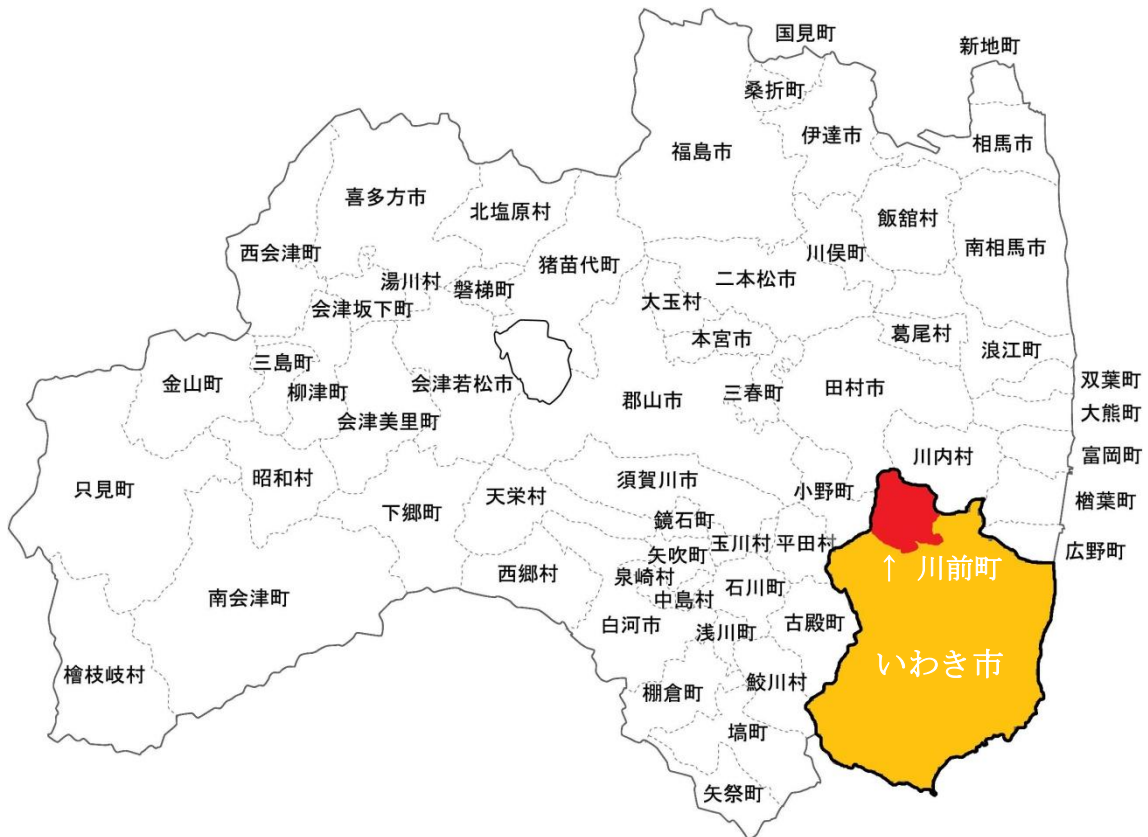 国見町
新地町
桑折町
伊達市
相馬市
福島市
喜多方市
北塩原村
飯舘村
西会津町
猪苗代町
川俣町
南相馬市
湯川村
磐梯町
二本松市
会津坂下町
大玉村
本宮市
葛尾村
浪江町
三島町
金山町
柳津町
会津若松市
郡山市
三春町
田村市
双葉町
会津美里町
大熊町
川内村
富岡町
只見町
昭和村
下郷町
天栄村
須賀川市
小野町
楢葉町
鏡石町
玉川村
平田村
矢吹町
広野町
西郷村
泉崎村
石川町
↑ 川前町
南会津町
中島村
白河市
浅川町
古殿町
檜枝岐村
棚倉町
鮫川村
いわき市
塙町
矢祭町